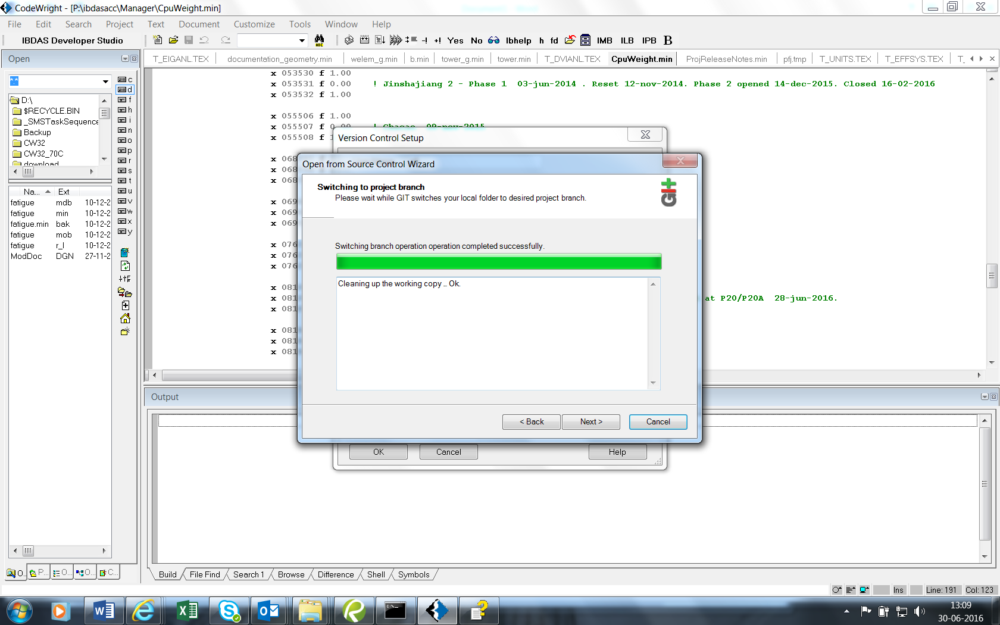 CodeWright - [P:\ibdasacc\Manager\CpuWeight.min]
File Edit Search Project Text Document Customize Tools Window Help
IBDAS Developer Studio
ABC
-! +! Yes No Ibhelp h fd IMB ILB IPB B
Open
T_EIGANL.TEX documentation_geometry.min welem_g.min b.min tower_g.min tower.min T_DVIANL.TEX CpuWeight.min ProjReleaseNotes.min pfj.tmp T_UNITS.TEX T_EFFSYS.TEX T_
*.*
D:\
$RECYCLE.BIN
_SMSTaskSequence
Backup
CW32
CW32_70C
download
c
d
f
h
i
n
o
p
r
s
t
u
v
w
x
y
Na... Ext
fatigue mdb 10-12-2
fatigue min 10-12-2
fatigue.min bak 10-12-2
fatigue mob 10-12-2
fatigue r_l 10-12-2
ModDoc DGN 27-11-2
x 053530 f 1.00
x 053531 f 0.00 ! Jinshajiang 2 - Phase 1 03-jun-2014 . Reset 12-nov-2014. Phase 2 opened 14-dec-2015. Closed 16-02-2016
x 053532 f 1.00
x 055506 f 1.00
x 055507 f 0.00 ! Chacao 09-nov-2015
x 055508 f 1
x 068
x 068
x 068
x 069
x 069
x 069
x 076
x 076
x 076
x 081
x 081 at P20/P20A 28-jun-2016.
x 081
x 081
x 081
x 081
Version Control Setup
Open from Source Control Wizard
Switching to project branch
Please wait while GIT switches your local folder to desired project branch.
GIT
Switching branch operation operation completed successfully.
Cleaning up the working copy ... Ok.
< Back Next > Cancel
OK Cancel Help
Output
O.. P... O... O... C...
Build File Find Search 1 Browse Difference Shell Symbols
Ins Line: 191 Col: 123
13:09
30-06-2016